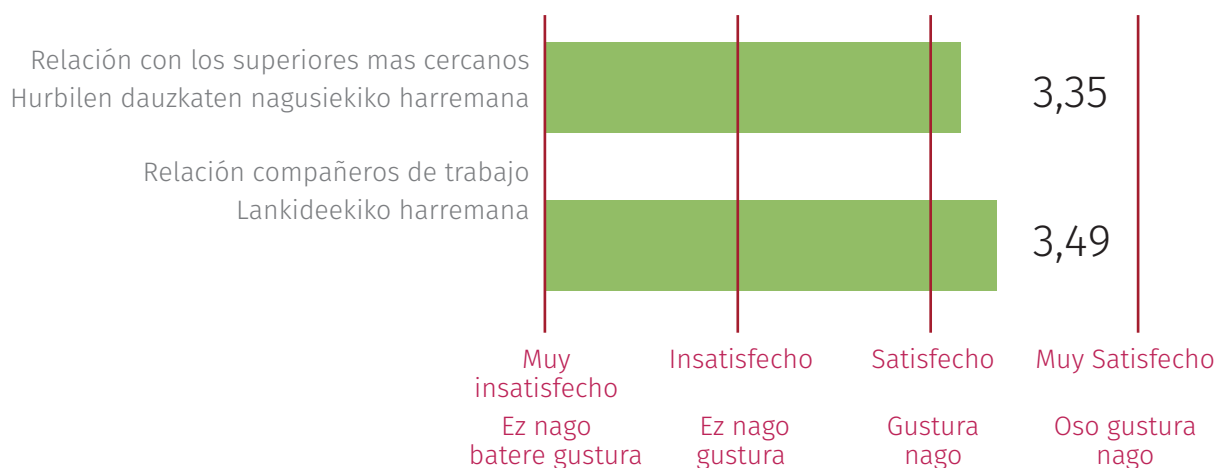 Relación con los superiores mas cercanos
Hurbilen dauzkaten nagusiekiko harremana
3,35
Relación compañeros de trabajo
Lankideekiko harremana
3,49
Muy
insatisfecho
Insatisfecho
Satisfecho
Muy Satisfecho
Ez nago
batere gustura
Ez nago
gustura
Gustura
nago
Oso gustura
nago